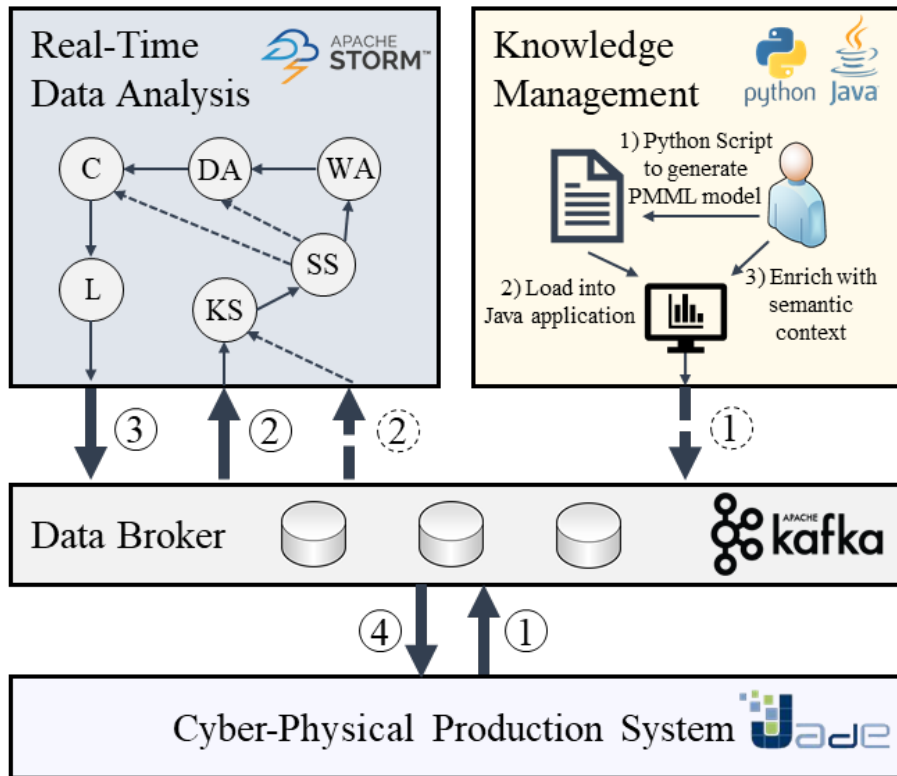 Real-Time
Data Analysis
APACHE
STORM™
C
DA
WA
L
KS
SS
Knowledge
Management
python
Java
1) Python Script
to generate
PMML model
2) Load into
Java application
3) Enrich with
semantic
context
3
2
2
1
Data Broker
APACHE
kafka
4
1
Cyber-Physical Production System
Jade